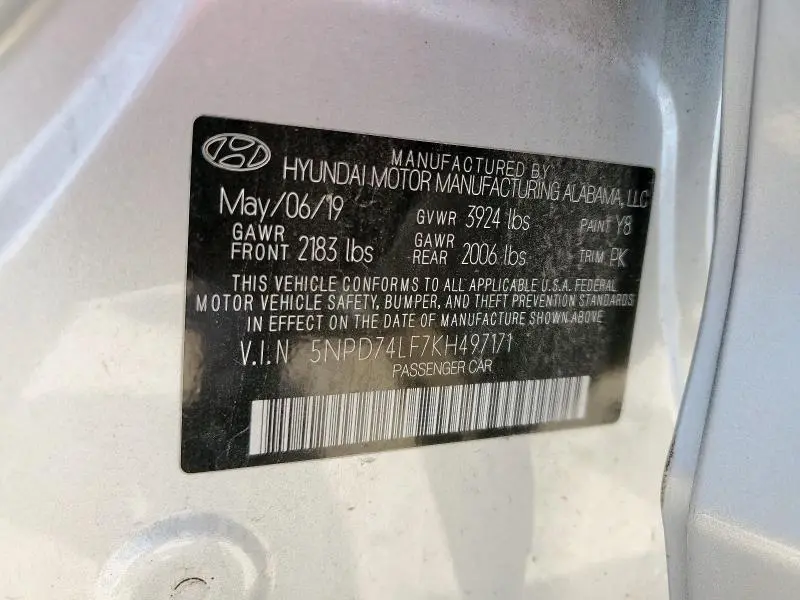 MANUFACTURED BY
HYUNDAI MOTOR MANUFACTURING ALABAMA, LLC
May/06/19 GVWR 3924 lbs PAINT Y8
GAWR FRONT 2183 lbs GAWR REAR 2006 lbs TRIM PK
THIS VEHICLE CONFORMS TO ALL APPLICABLE U.S.A. FEDERAL
MOTOR VEHICLE SAFETY, BUMPER, AND THEFT PREVENTION STANDARDS
IN EFFECT ON THE DATE OF MANUFACTURE SHOWN ABOVE.
V.I.N 5NPD74LF7KH497171
PASSENGER CAR